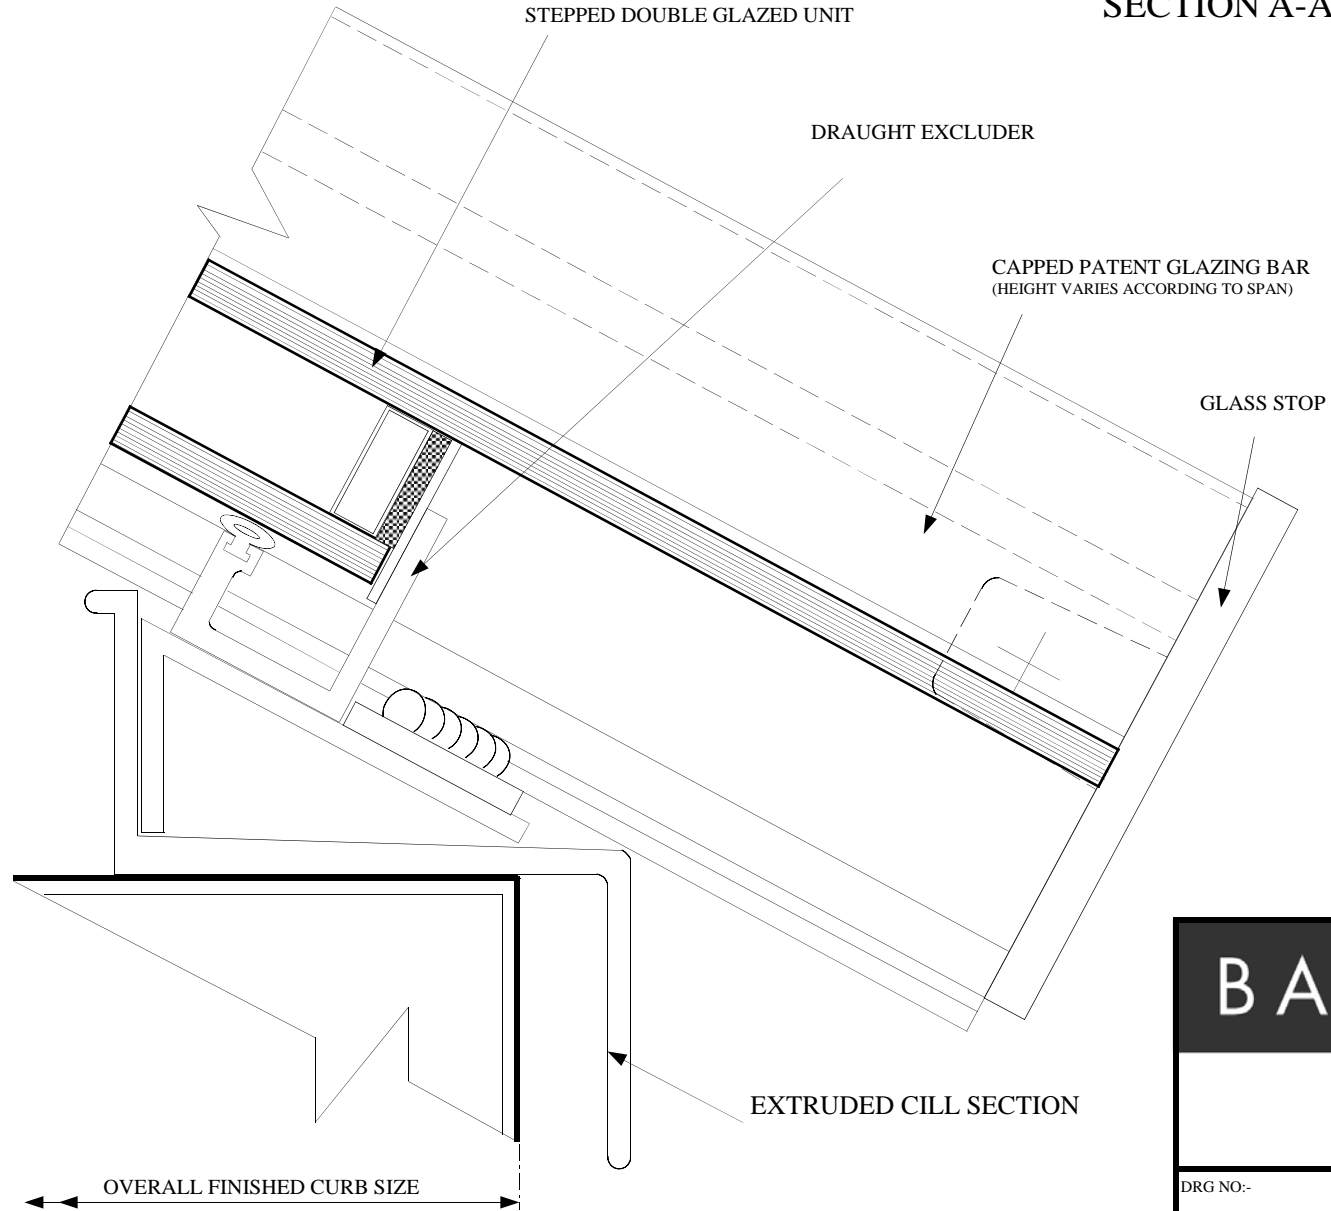 STEPPED DOUBLE GLAZED UNIT
SECTION A-A
DRAUGHT EXCLUDER
CAPPED PATENT GLAZING BAR
(HEIGHT VARIES ACCORDING TO SPAN)
GLASS STOP
BA
EXTRUDED CILL SECTION
OVERALL FINISHED CURB SIZE
DRG NO:-